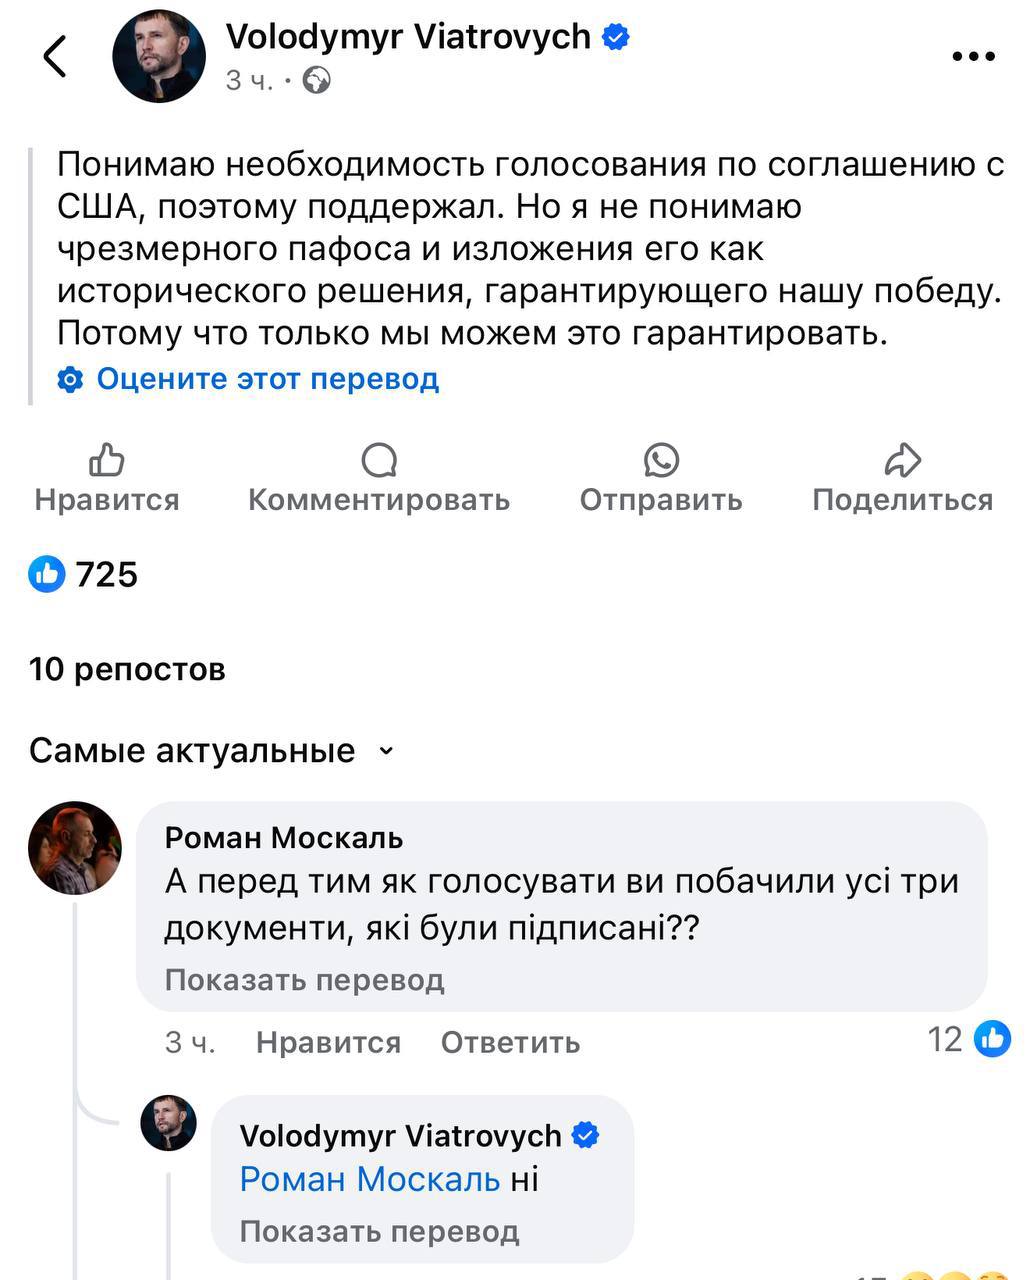 Volodymyr Viatrovych
3 ч. ·
Понимаю необходимость голосования по соглашению с
США, поэтому поддержал. Но я не понимаю
чрезмерного пафоса и изложения его как
исторического решения, гарантирующего нашу победу.
Потому что только мы можем это гарантировать.
Оцените этот перевод
Нравится Комментировать Отправить Поделиться
725
10 репостов
Самые актуальные
Роман Москаль
А перед тим як голосувати ви побачили усі три
документи, які були підписані??
Показать перевод
3 ч. Нравится Ответить 12
Volodymyr Viatrovych
Роман Москаль ні
Показать перевод